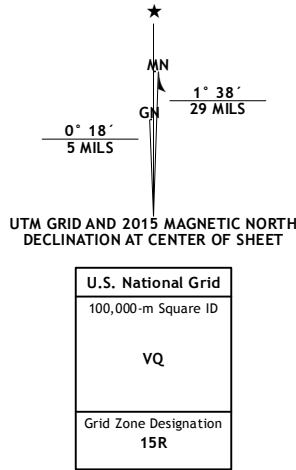 ★
MN
1° 38´
29 MILS
GN
0° 18´
5 MILS
UTM GRID AND 2015 MAGNETIC NORTH
DECLINATION AT CENTER OF SHEET
U.S. National Grid
100,000-m Square ID
VQ
Grid Zone Designation
15R